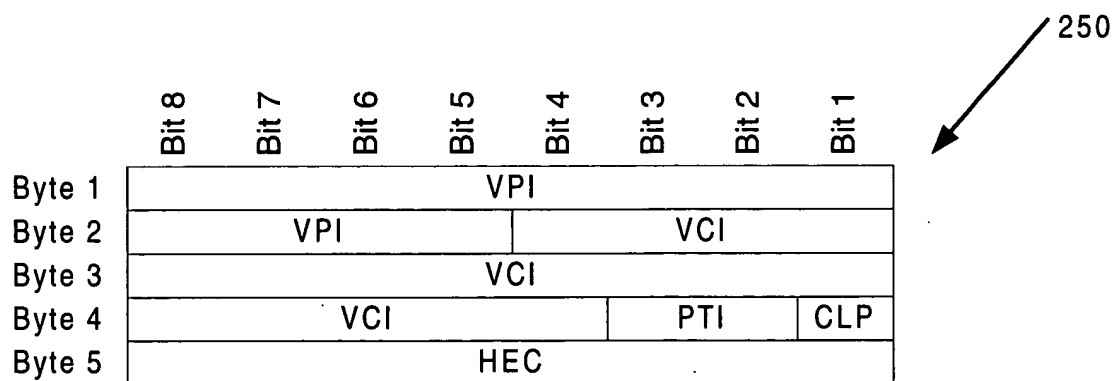 250
Bit 8 Bit 7 Bit 6 Bit 5 Bit 4 Bit 3 Bit 2 Bit 1
Byte 1 VPI
Byte 2 VPI VCI
Byte 3 VCI
Byte 4 VCI PTI CLP
Byte 5 HEC